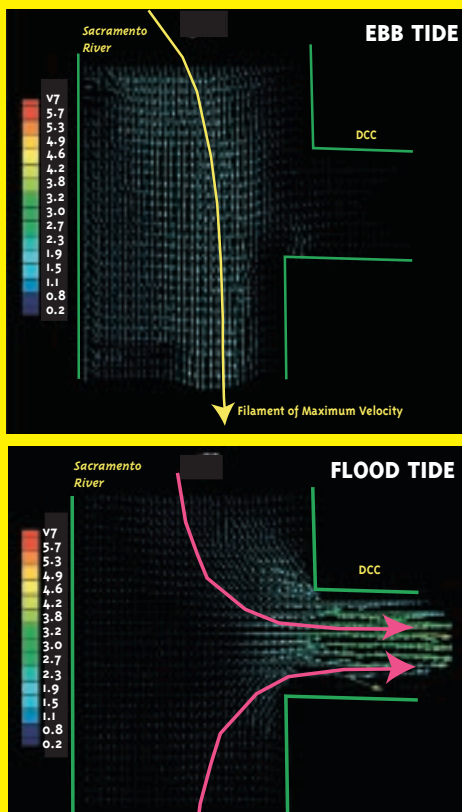 Sacramento
River
EBB TIDE
DCC
V7
5.7
5.3
4.9
4.6
4.2
3.8
3.2
3.0
2.7
2.3
1.9
1.5
1.1
0.8
0.2
Filament of Maximum Velocity
Sacramento
River
FLOOD TIDE
DCC
V7
5.7
5.3
4.9
4.6
4.2
3.8
3.2
3.0
2.7
2.3
1.9
1.5
1.1
0.8
0.2